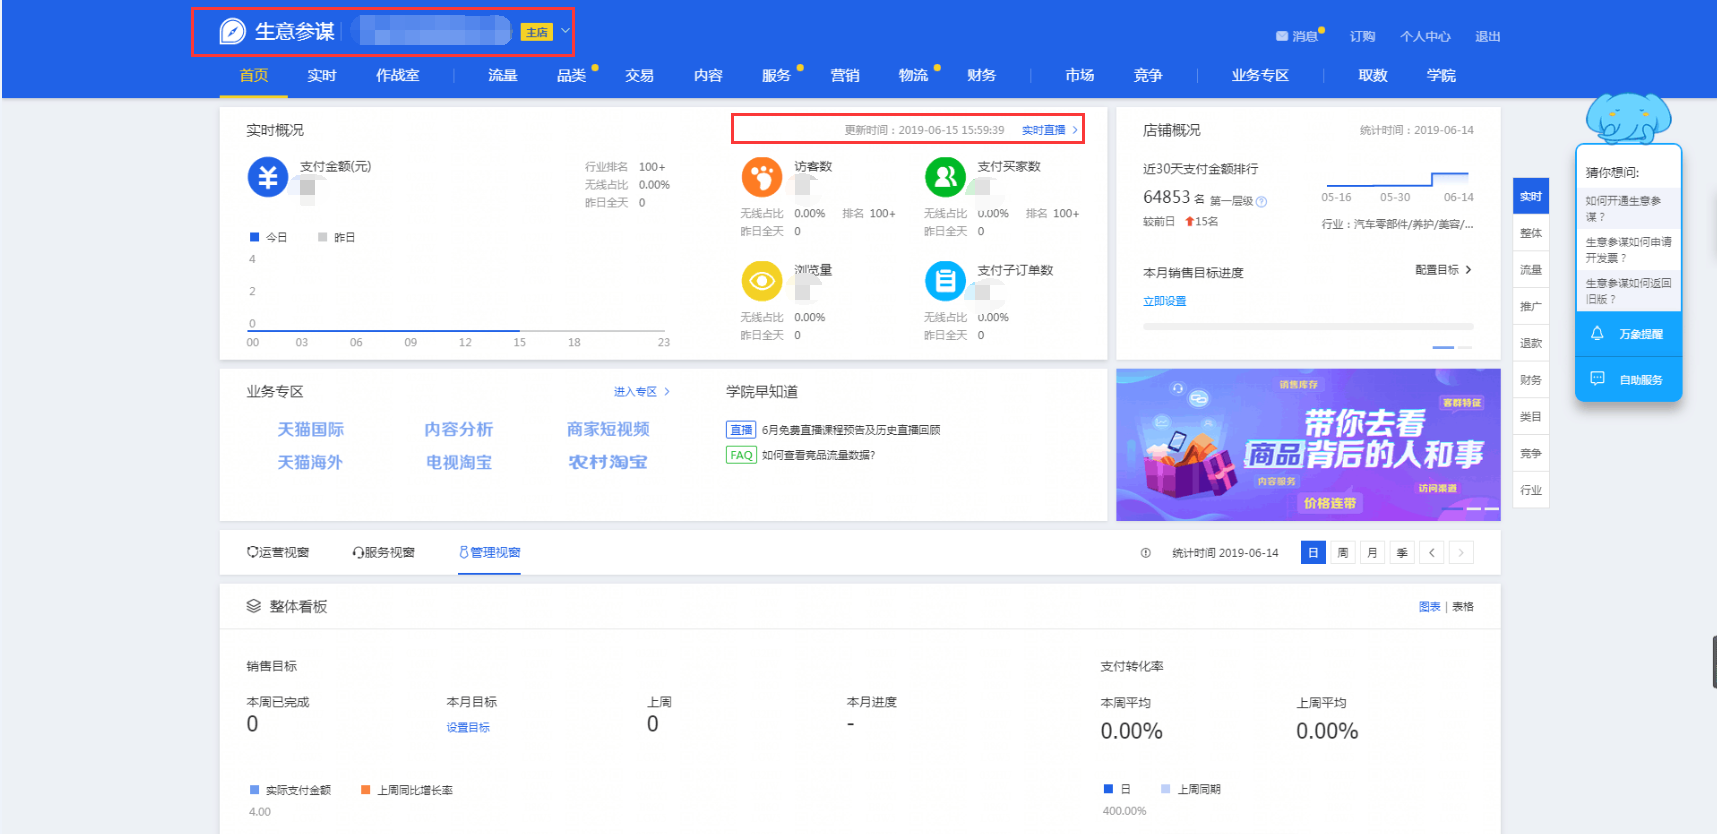 生意参谋 主店
消息 订购 个人中心 退出
首页 实时 作战室 流量 品类 交易 内容 服务 营销 物流 财务 市场 竞争 业务专区 取数 学院
实时概况
更新时间：2019-06-15 15:59:39 实时直播 >
支付金额(元)
行业排名 100+
无线占比 0.00%
昨日全天 0
今日 昨日
4
2
0
00 03 06 09 12 15 18 23
访客数
无线占比 0.00% 排名 100+
昨日全天 0
支付买家数
无线占比 0.00% 排名 100+
昨日全天 0
浏览量
无线占比 0.00%
昨日全天 0
支付子订单数
无线占比 0.00%
昨日全天 0
店铺概况
统计时间：2019-06-14
近30天支付金额排行
64853 名 第一层级 ?
较前日 15名
05-16 05-30 06-14
行业：汽车零部件/养护/美容/...
本月销售目标进度
配置目标 >
立即设置
业务专区
进入专区 >
天猫国际 内容分析 商家短视频
天猫海外 电视淘宝 农村淘宝
学院早知道
直播 6月免费直播课程预告及历史直播回顾
FAQ 如何查看竞品流量数据?
销售库存
客群特征
带你去看
商品背后的人和事
内容服务
访问渠道
价格连带
运营视窗 服务视窗 管理视窗
统计时间 2019-06-14 日 周 月 季 < >
整体看板
图表 | 表格
销售目标
本周已完成 本月目标 上周 本月进度
0 设置目标 0 -
实际支付金额 上周同比增长率
4.00
支付转化率
本周平均 上周平均
0.00% 0.00%
日 上周同期
400.00%
实时
整体
流量
推广
退款
财务
类目
竞争
行业
猜你想问:
如何开通生意参
谋？
生意参谋如何申请
开发票？
生意参谋如何返回
旧版？
万象提醒
自助服务